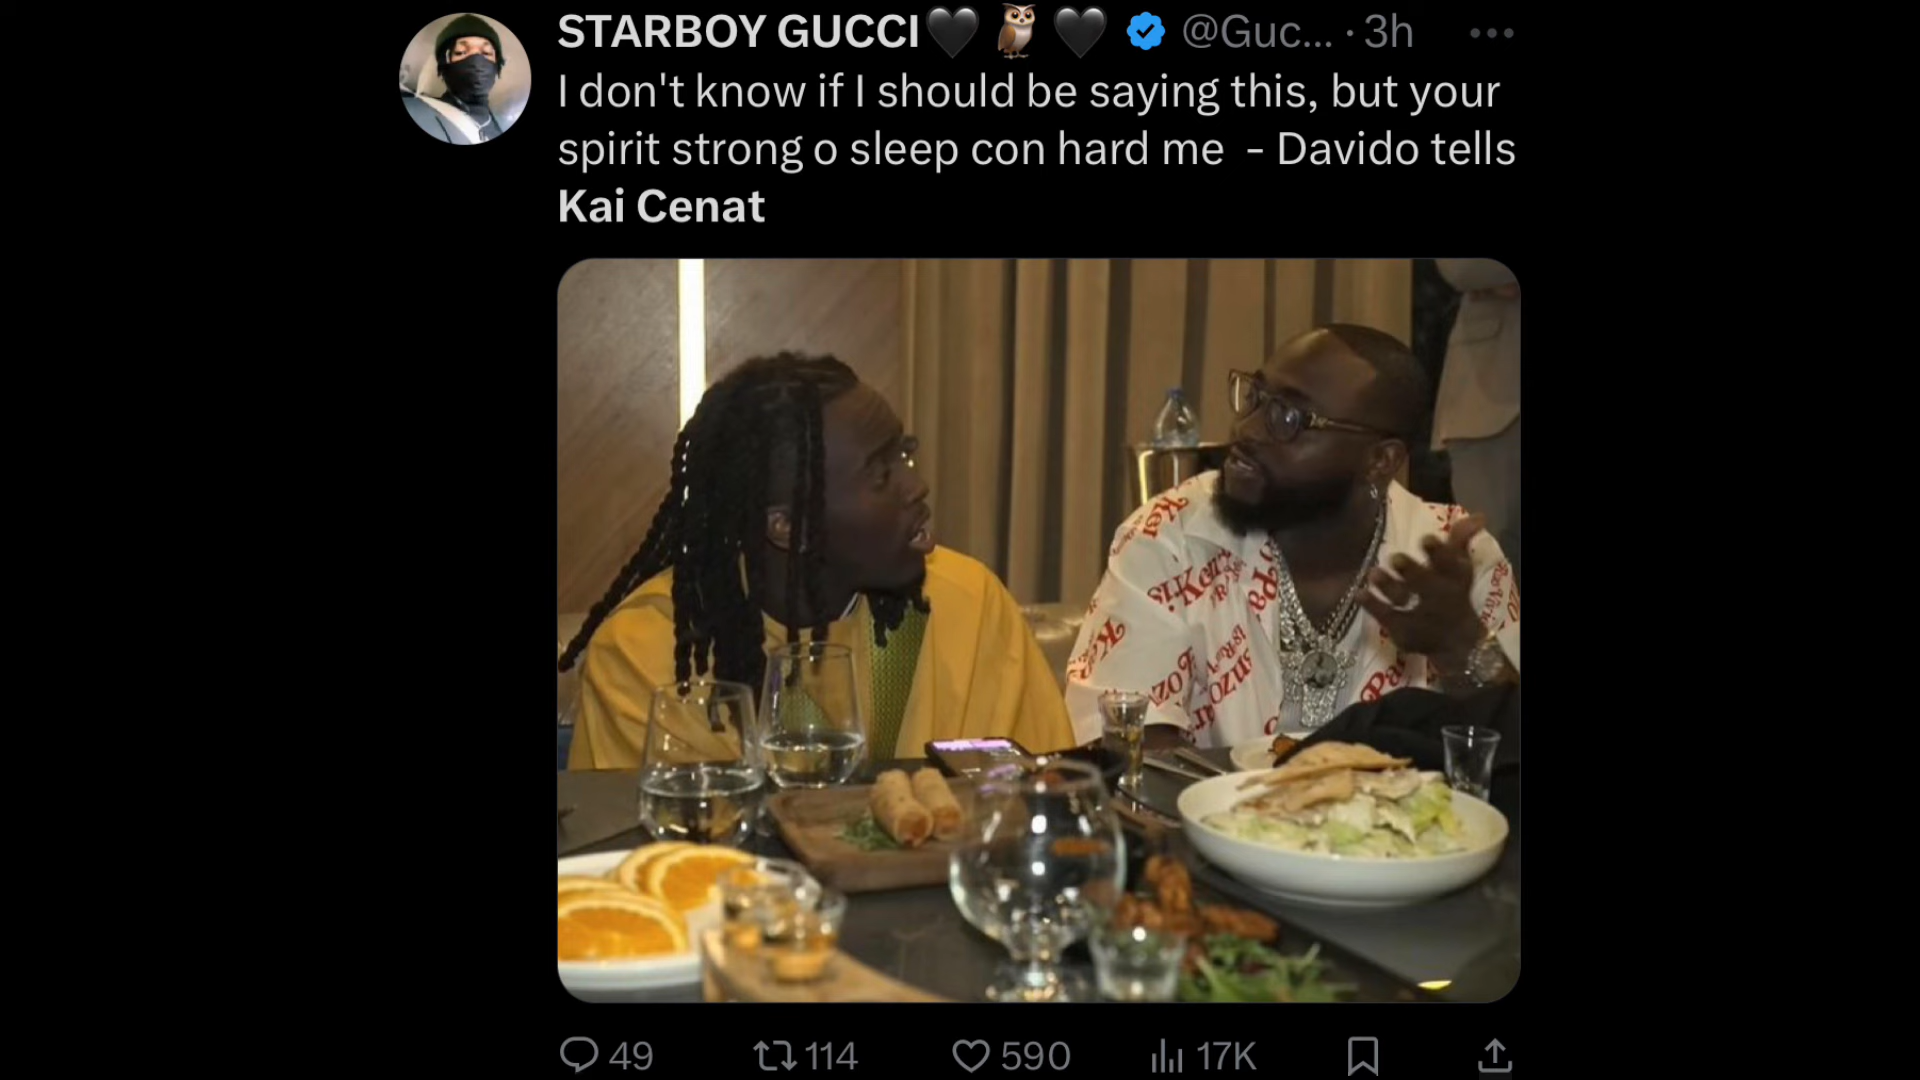 STARBOY GUCCI🖤🦉🖤 @Guc... · 3h
I don't know if I should be saying this, but your
spirit strong o sleep con hard me - Davido tells
Kai Cenat
49 114 590 17K